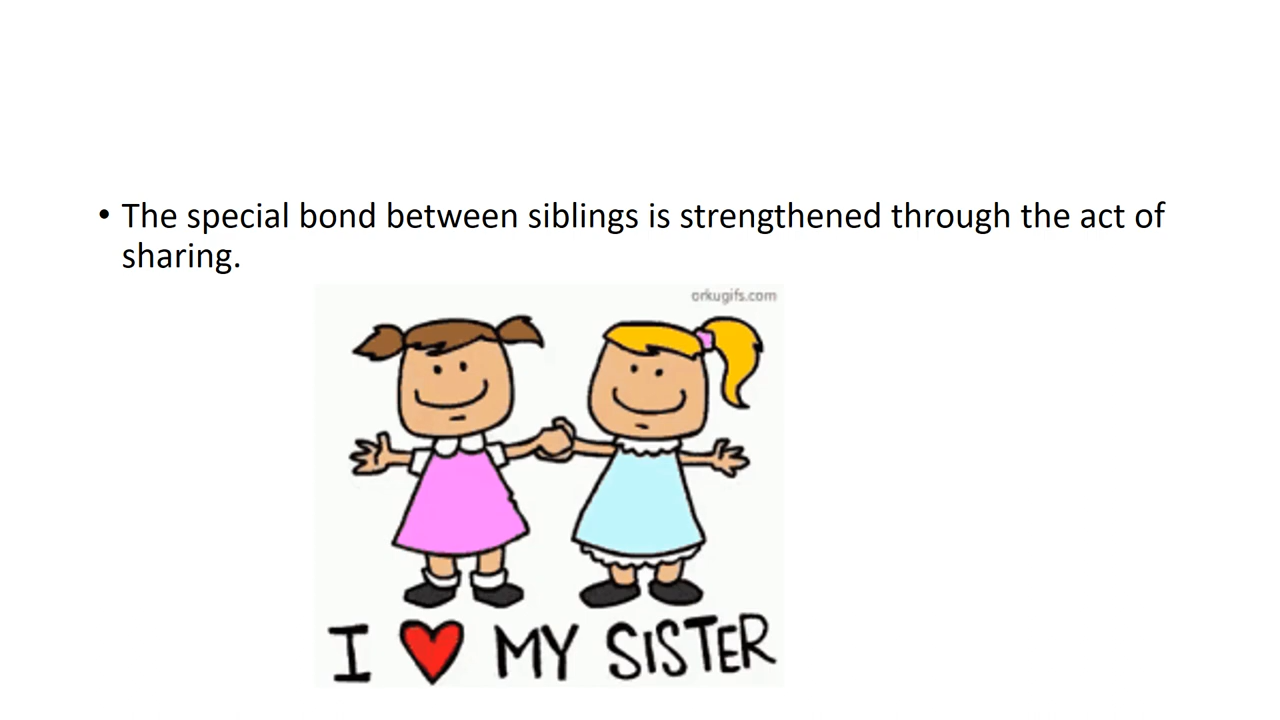 • The special bond between siblings is strengthened through the act of
sharing.
orkugifs.com
I ❤ MY SISTER